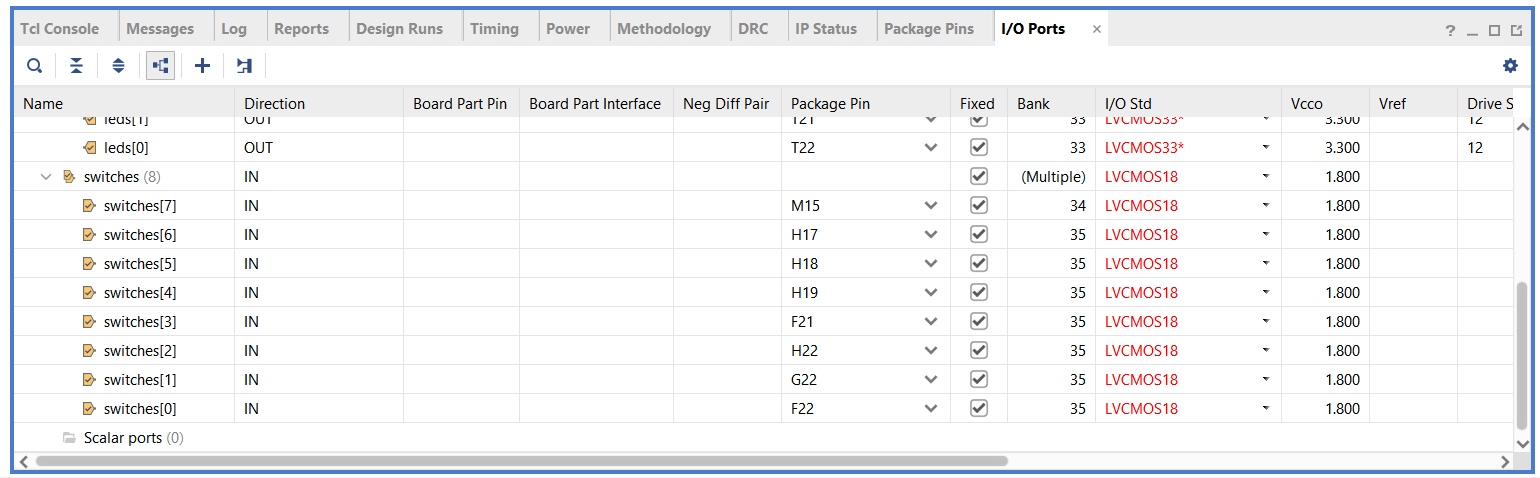 Tcl Console Messages Log Reports Design Runs Timing Power Methodology DRC IP Status Package Pins I/O Ports × ?
Name Direction Board Part Pin Board Part Interface Neg Diff Pair Package Pin Fixed Bank I/O Std Vcco Vref Drive S
leds[1] OUT T21 33 LVCMOS33* 3.300 12
leds[0] OUT T22 33 LVCMOS33* 3.300 12
switches (8) IN (Multiple) LVCMOS18 1.800
switches[7] IN M15 34 LVCMOS18 1.800
switches[6] IN H17 35 LVCMOS18 1.800
switches[5] IN H18 35 LVCMOS18 1.800
switches[4] IN H19 35 LVCMOS18 1.800
switches[3] IN F21 35 LVCMOS18 1.800
switches[2] IN H22 35 LVCMOS18 1.800
switches[1] IN G22 35 LVCMOS18 1.800
switches[0] IN F22 35 LVCMOS18 1.800
Scalar ports (0)